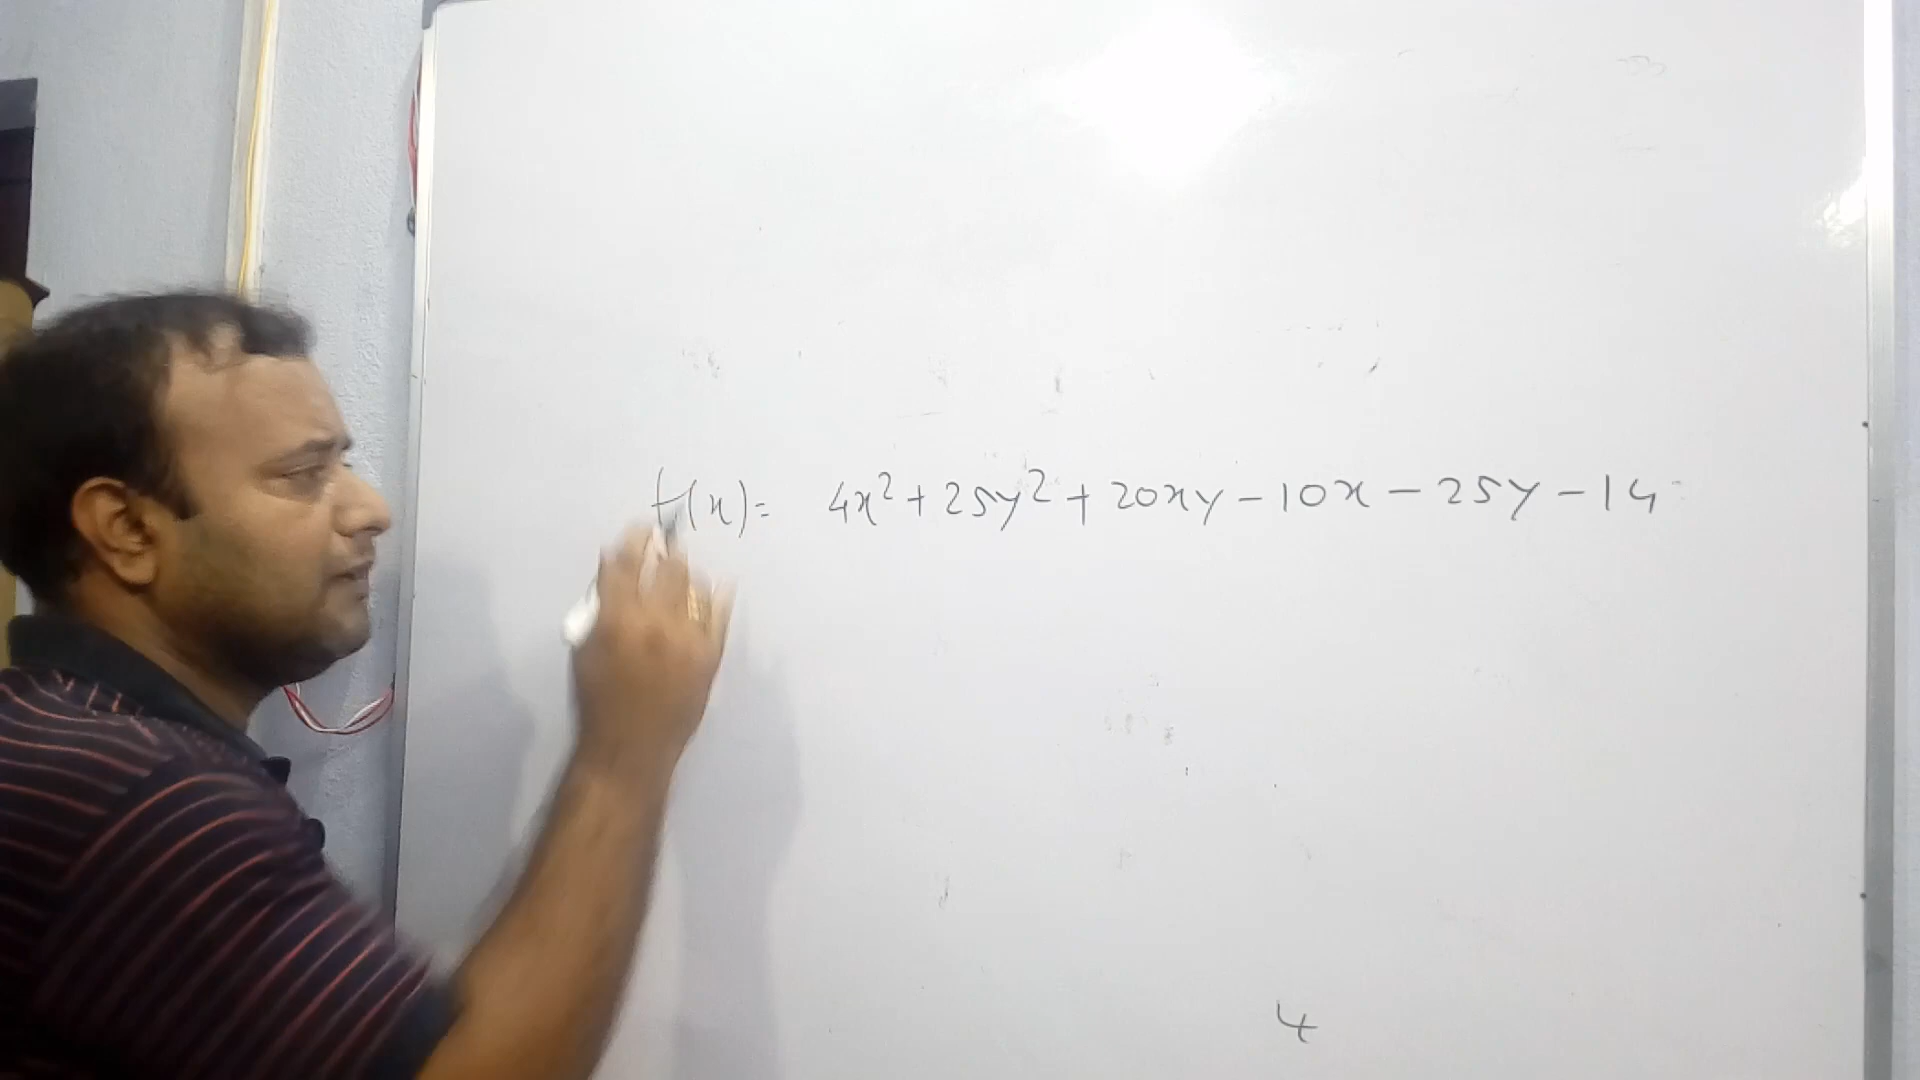 f(x) = 4x² + 25y² + 20xy - 10x - 25y - 14
4